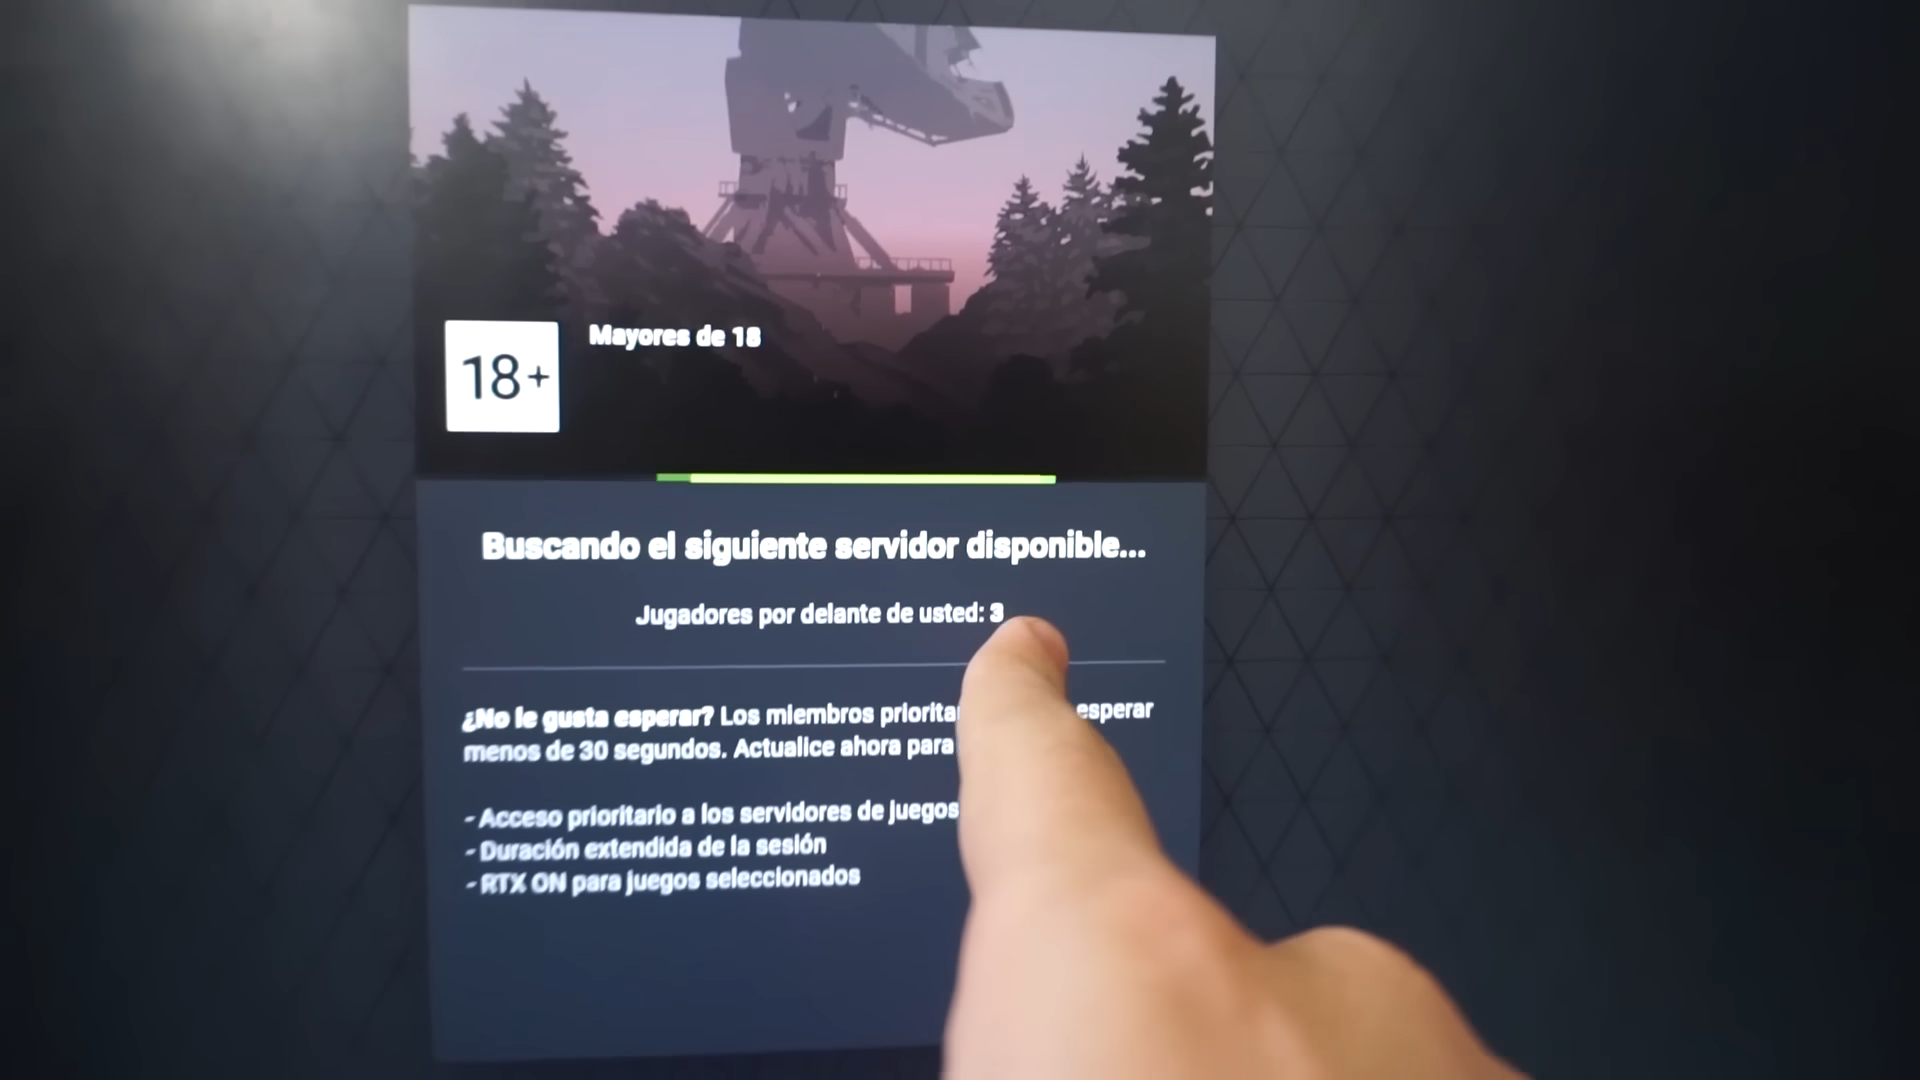 18+
Mayores de 18
Buscando el siguiente servidor disponible...
Jugadores por delante de usted: 3
¿No le gusta esperar? Los miembros esperar
menos de 30 segundos. Actualice ahora para
- Acceso prioritario a los servidores de juegos
- Duración extendida de la sesión
- RTX ON para juegos seleccionados